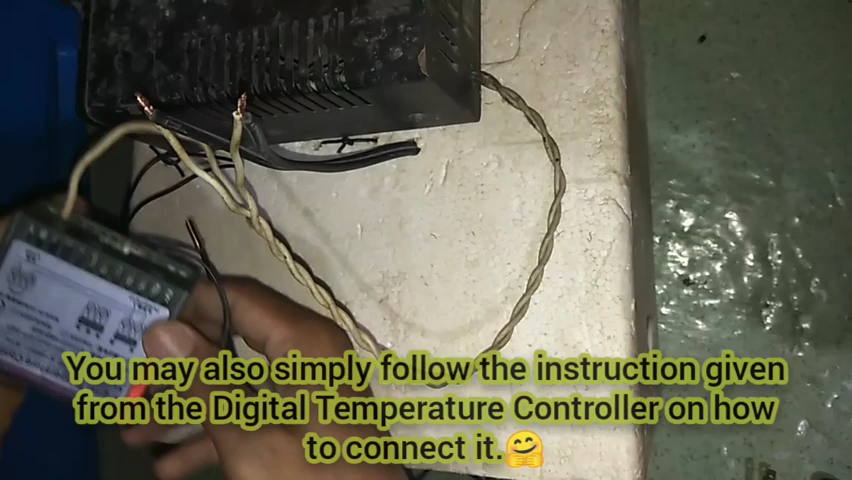 You may also simply follow the instruction given
from the Digital Temperature Controller on how
to connect it.🤗